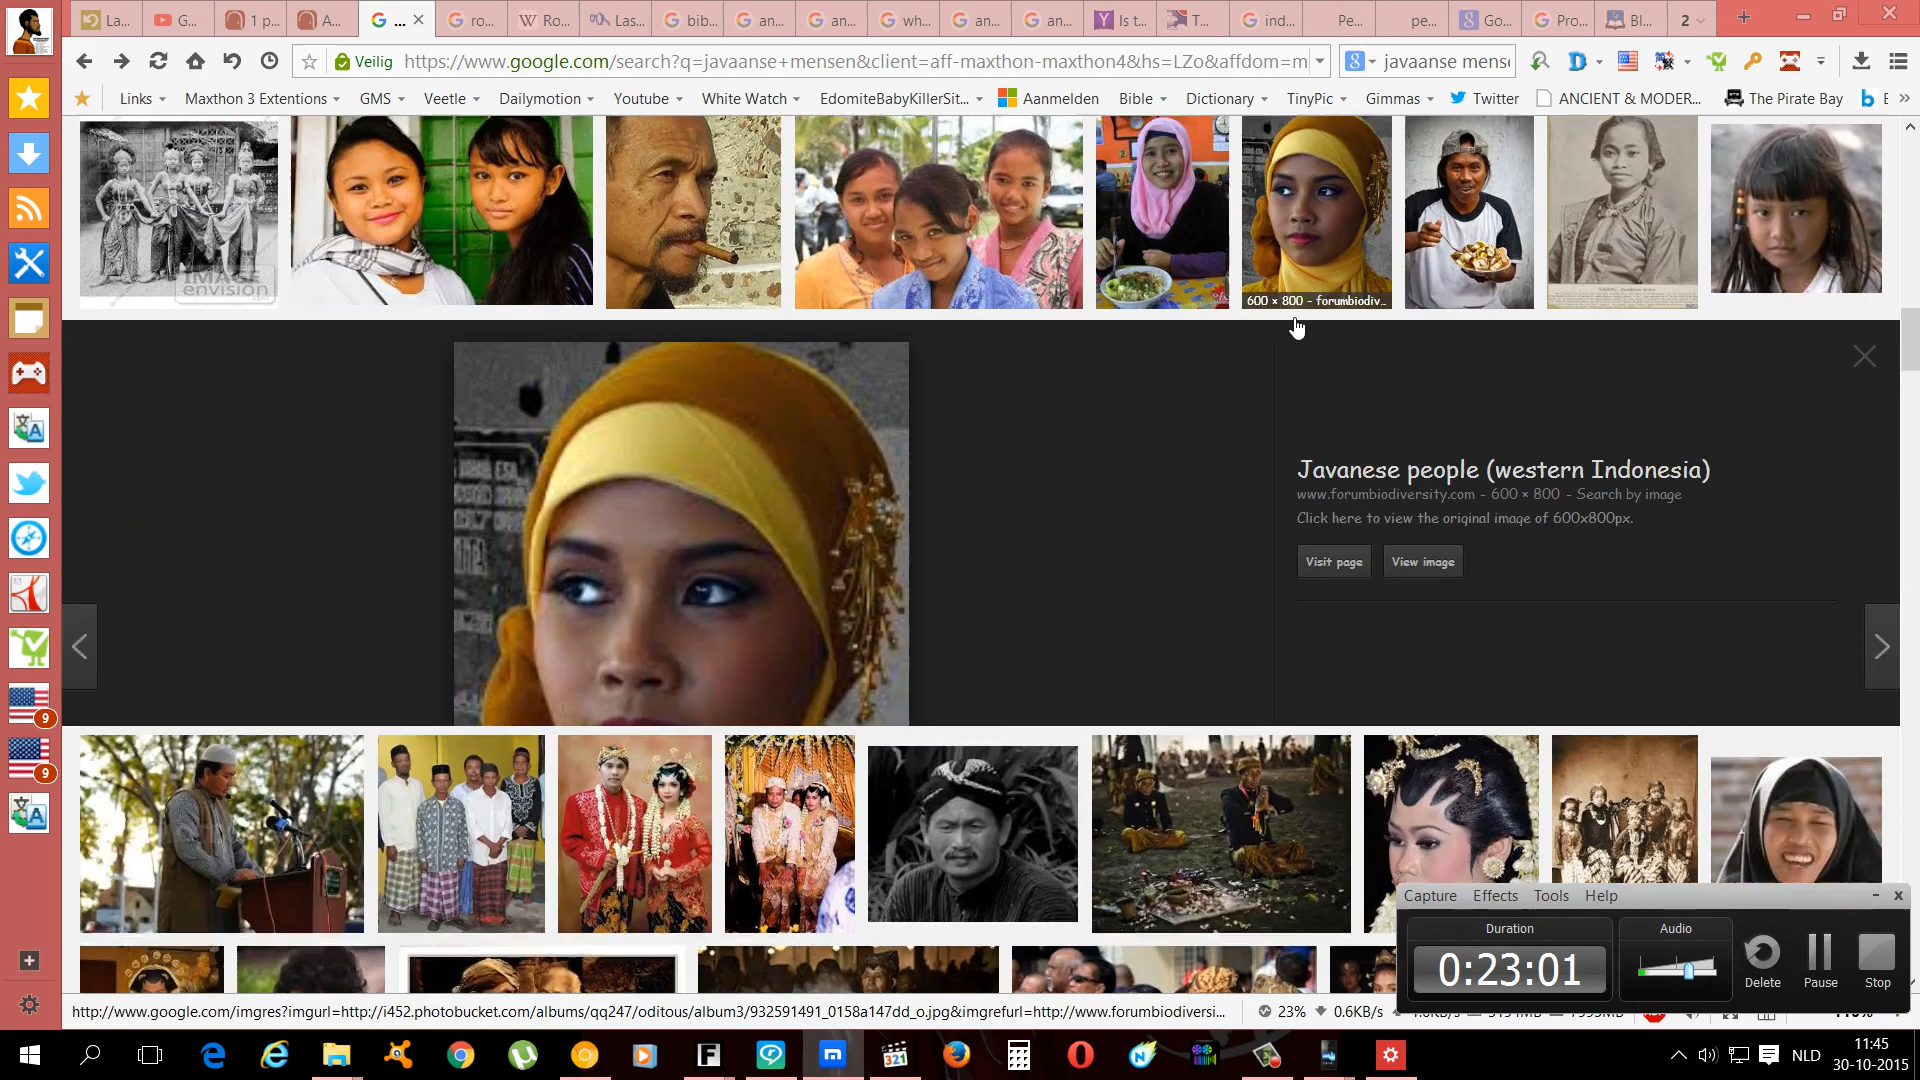 La...
G...
1 p...
A...
...
ro...
Ro...
Las...
bib...
an...
an...
wh...
an...
an...
Is t...
T...
ind...
Pe...
pe...
Go...
Pro...
Bl...
2
Veilig
https://www.google.com/search?q=javaanse+mensen&client=aff-maxthon-maxthon4&hs=LZo&affdom=m
javaanse mens
Links
Maxthon 3 Extentions
GMS
Veetle
Dailymotion
Youtube
White Watch
EdomiteBabyKillerSit...
Aanmelden
Bible
Dictionary
TinyPic
Gimmas
Twitter
ANCIENT & MODER...
The Pirate Bay
IMAGE
envision
600 × 800 - forumbiodiv...
Javanese people (western Indonesia)
www.forumbiodiversity.com - 600 × 800 - Search by image
Click here to view the original image of 600x800px.
Visit page
View image
9
9
Capture
Effects
Tools
Help
Duration
Audio
0:23:01
Delete
Pause
Stop
http://www.google.com/imgres?imgurl=http://i452.photobucket.com/albums/qq247/oditous/album3/932591491_0158a147dd_o.jpg&imgrefurl=http://www.forumbiodiversi...
23%
0.6KB/s
321
NLD
11:45
30-10-2015